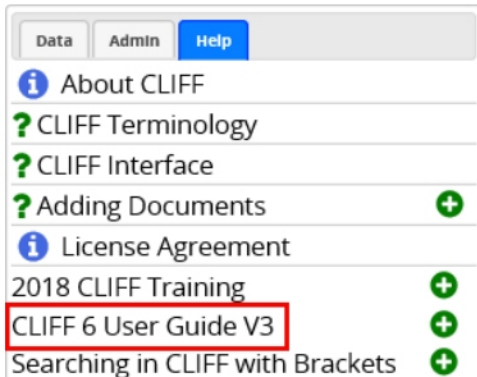 Data Admin Help
About CLIFF
? CLIFF Terminology
? CLIFF Interface
? Adding Documents
License Agreement
2018 CLIFF Training
CLIFF 6 User Guide V3
Searching in CLIFF with Brackets